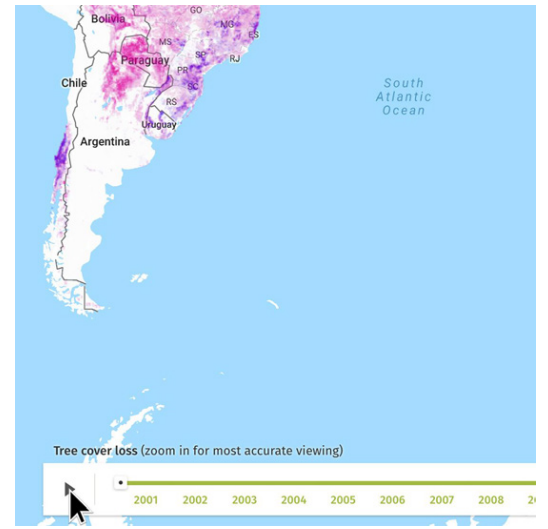 GO
Bolivia
MG
ES
MS
SP
Paraguay
RJ
PR
Chile
SC
RS
Uruguay
Argentina
South
Atlantic
Ocean
Tree cover loss (zoom in for most accurate viewing)
2001 2002 2003 2004 2005 2006 2007 2008